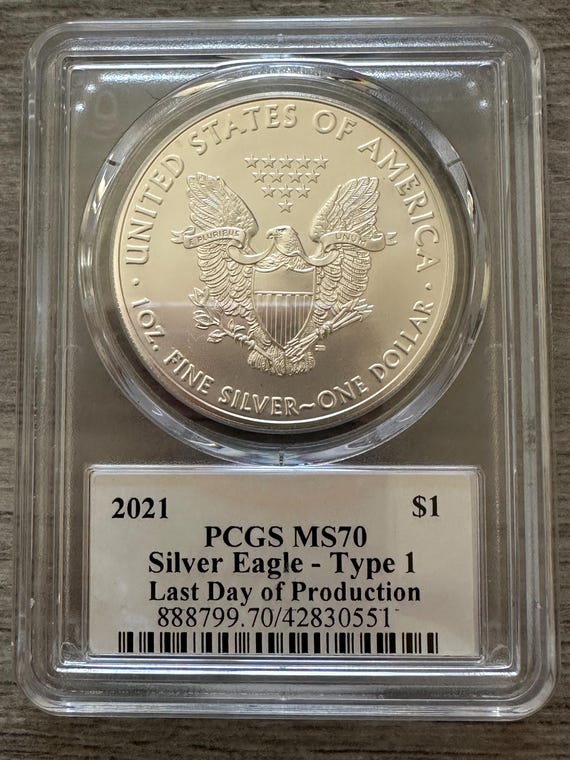 UNITED STATES OF AMERICA
E PLURIBUS UNUM
1 OZ. FINE SILVER~ONE DOLLAR
2021 $1
PCGS MS70
Silver Eagle - Type 1
Last Day of Production
888799.70/42830551